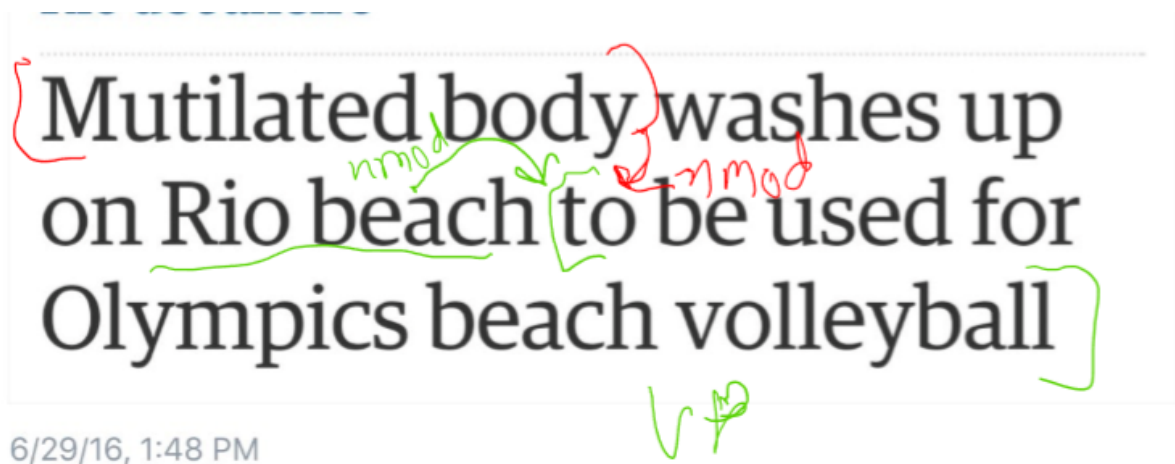 Mutilated body washes up
nmod nmod
on Rio beach to be used for
Olympics beach volleyball
VP
6/29/16, 1:48 PM